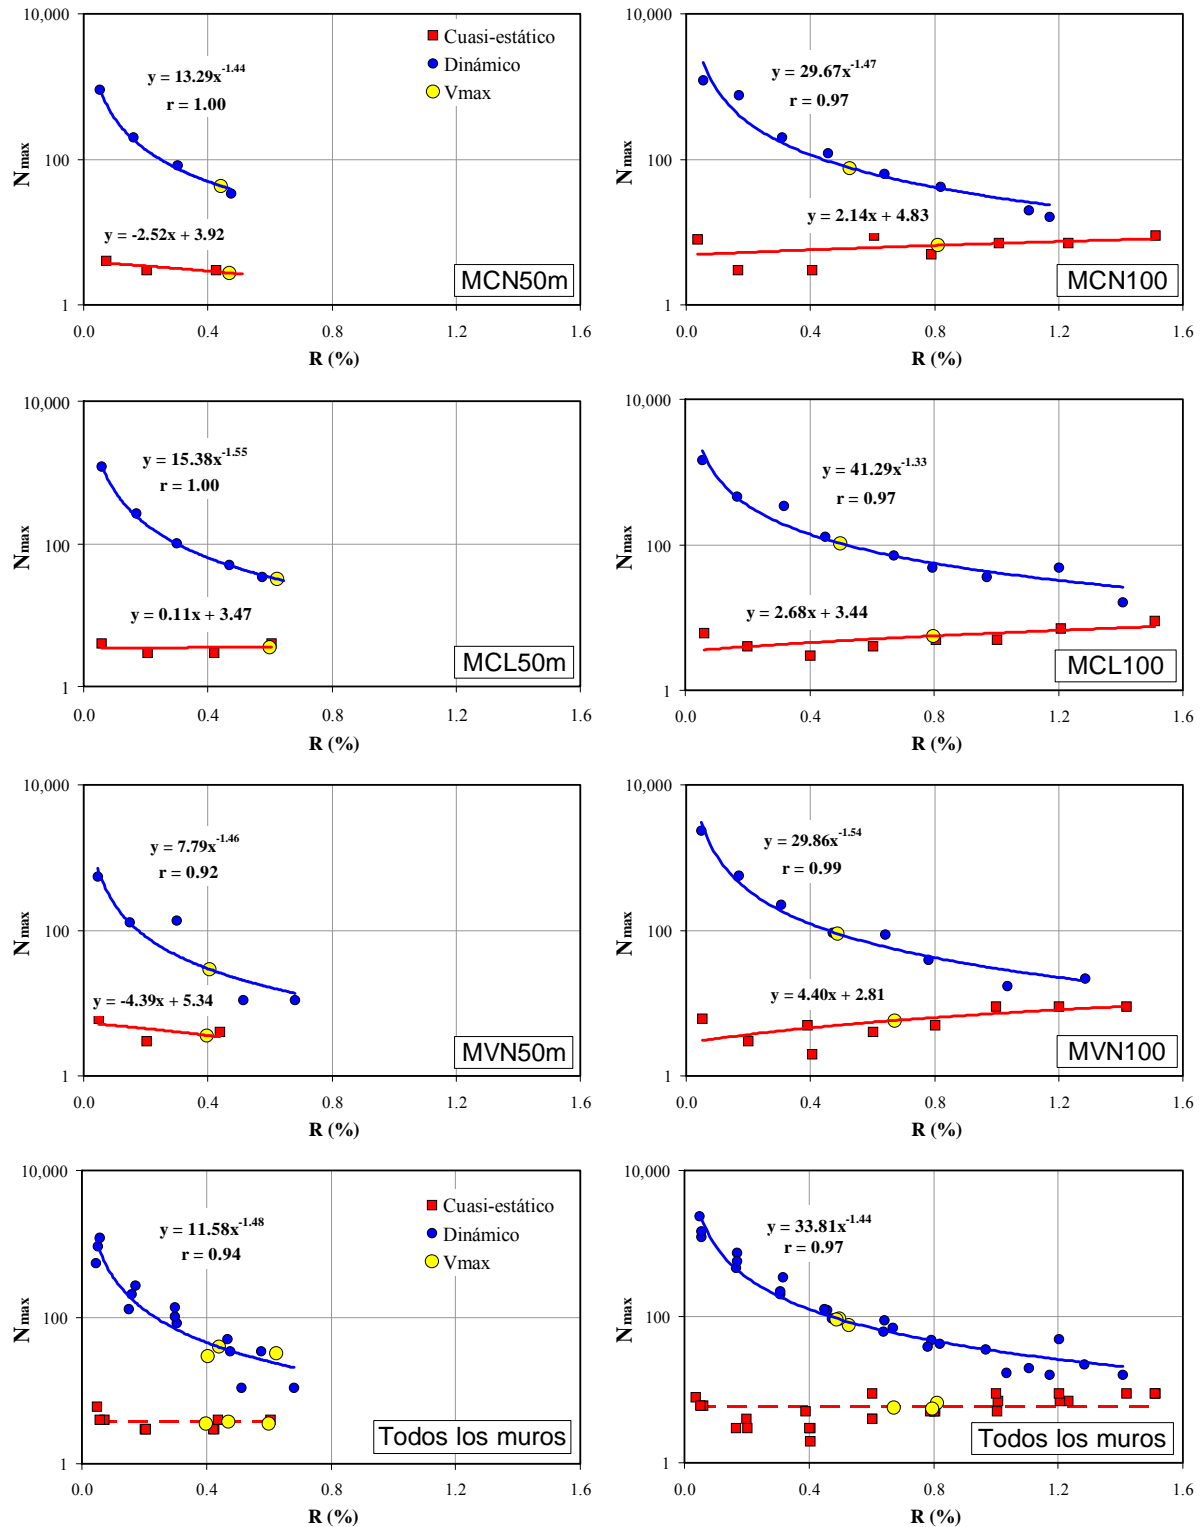 10,000
100
1
Nmax
0.0 0.4 0.8 1.2 1.6
R (%)
Cuasi-estático
Dinámico
Vmax
y = 13.29x^-1.44
r = 1.00
y = -2.52x + 3.92
MCN50m
10,000
100
1
Nmax
0.0 0.4 0.8 1.2 1.6
R (%)
y = 29.67x^-1.47
r = 0.97
y = 2.14x + 4.83
MCN100
10,000
100
1
Nmax
0.0 0.4 0.8 1.2 1.6
R (%)
y = 15.38x^-1.55
r = 1.00
y = 0.11x + 3.47
MCL50m
10,000
100
1
Nmax
0.0 0.4 0.8 1.2 1.6
R (%)
y = 41.29x^-1.33
r = 0.97
y = 2.68x + 3.44
MCL100
10,000
100
1
Nmax
0.0 0.4 0.8 1.2 1.6
R (%)
y = 7.79x^-1.46
r = 0.92
y = -4.39x + 5.34
MVN50m
10,000
100
1
Nmax
0.0 0.4 0.8 1.2 1.6
R (%)
y = 29.86x^-1.54
r = 0.99
y = 4.40x + 2.81
MVN100
10,000
100
1
Nmax
0.0 0.4 0.8 1.2 1.6
R (%)
Cuasi-estático
Dinámico
Vmax
y = 11.58x^-1.48
r = 0.94
Todos los muros
10,000
100
1
Nmax
0.0 0.4 0.8 1.2 1.6
R (%)
y = 33.81x^-1.44
r = 0.97
Todos los muros